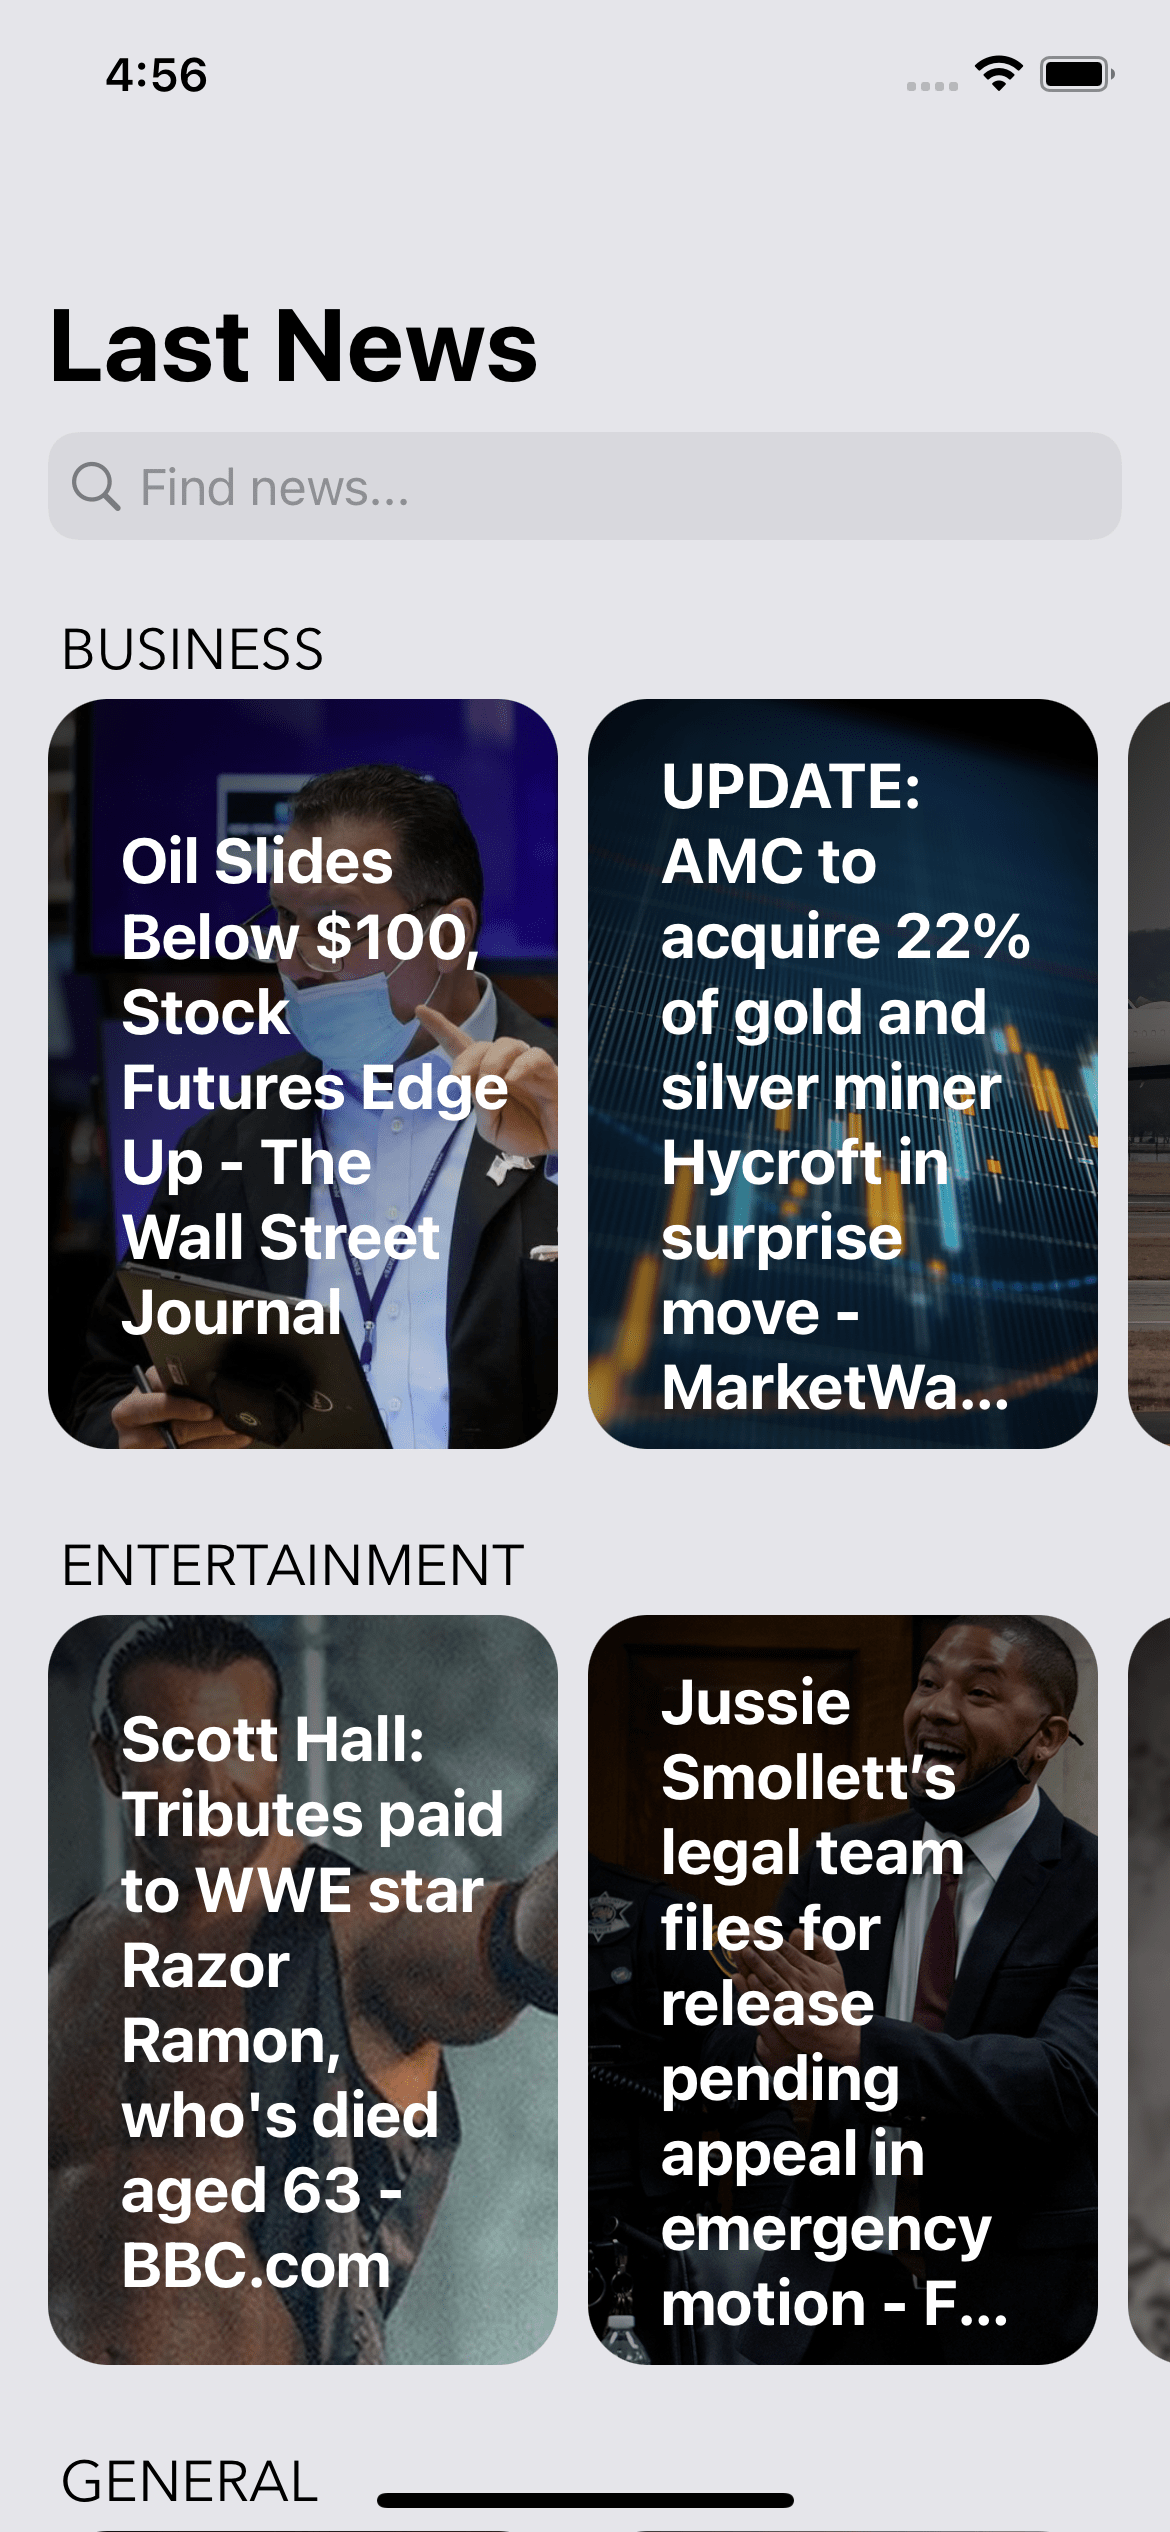 4:56
Last News
Find news...
BUSINESS
Oil Slides
Below $100,
Stock
Futures Edge
Up - The
Wall Street
Journal
UPDATE:
AMC to
acquire 22%
of gold and
silver miner
Hycroft in
surprise
move -
MarketWa...
ENTERTAINMENT
Scott Hall:
Tributes paid
to WWE star
Razor
Ramon,
who's died
aged 63 -
BBC.com
Jussie
Smollett’s
legal team
files for
release
pending
appeal in
emergency
motion - F...
GENERAL